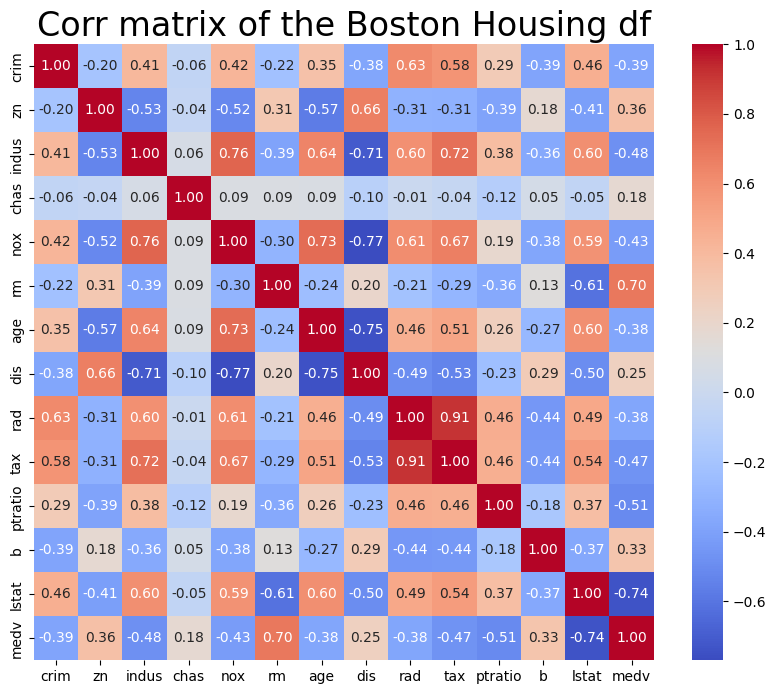 Corr matrix of the Boston Housing df
crim 1.00 -0.20 0.41 -0.06 0.42 -0.22 0.35 -0.38 0.63 0.58 0.29 -0.39 0.46 -0.39
zn -0.20 1.00 -0.53 -0.04 -0.52 0.31 -0.57 0.66 -0.31 -0.31 -0.39 0.18 -0.41 0.36
indus 0.41 -0.53 1.00 0.06 0.76 -0.39 0.64 -0.71 0.60 0.72 0.38 -0.36 0.60 -0.48
chas -0.06 -0.04 0.06 1.00 0.09 0.09 0.09 -0.10 -0.01 -0.04 -0.12 0.05 -0.05 0.18
nox 0.42 -0.52 0.76 0.09 1.00 -0.30 0.73 -0.77 0.61 0.67 0.19 -0.38 0.59 -0.43
rm -0.22 0.31 -0.39 0.09 -0.30 1.00 -0.24 0.20 -0.21 -0.29 -0.36 0.13 -0.61 0.70
age 0.35 -0.57 0.64 0.09 0.73 -0.24 1.00 -0.75 0.46 0.51 0.26 -0.27 0.60 -0.38
dis -0.38 0.66 -0.71 -0.10 -0.77 0.20 -0.75 1.00 -0.49 -0.53 -0.23 0.29 -0.50 0.25
rad 0.63 -0.31 0.60 -0.01 0.61 -0.21 0.46 -0.49 1.00 0.91 0.46 -0.44 0.49 -0.38
tax 0.58 -0.31 0.72 -0.04 0.67 -0.29 0.51 -0.53 0.91 1.00 0.46 -0.44 0.54 -0.47
ptratio 0.29 -0.39 0.38 -0.12 0.19 -0.36 0.26 -0.23 0.46 0.46 1.00 -0.18 0.37 -0.51
b -0.39 0.18 -0.36 0.05 -0.38 0.13 -0.27 0.29 -0.44 -0.44 -0.18 1.00 -0.37 0.33
lstat 0.46 -0.41 0.60 -0.05 0.59 -0.61 0.60 -0.50 0.49 0.54 0.37 -0.37 1.00 -0.74
medv -0.39 0.36 -0.48 0.18 -0.43 0.70 -0.38 0.25 -0.38 -0.47 -0.51 0.33 -0.74 1.00
crim zn indus chas nox rm age dis rad tax ptratio b lstat medv
1.0
0.8
0.6
0.4
0.2
0.0
−0.2
−0.4
−0.6